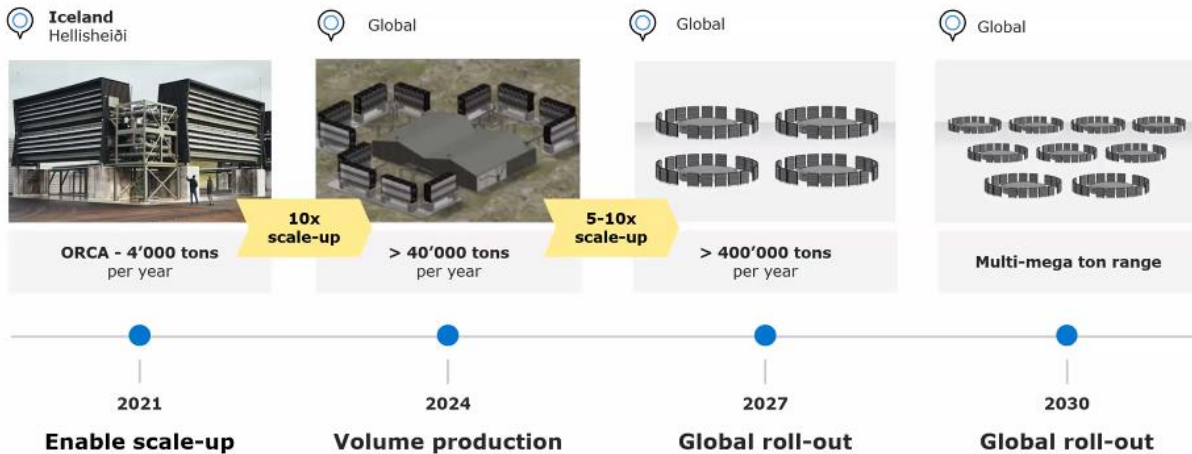 Iceland
Hellisheiði
Global
Global
Global
10x
scale-up
5-10x
scale-up
ORCA - 4’000 tons
per year
> 40’000 tons
per year
> 400’000 tons
per year
Multi-mega ton range
2021
2024
2027
2030
Enable scale-up
Volume production
Global roll-out
Global roll-out